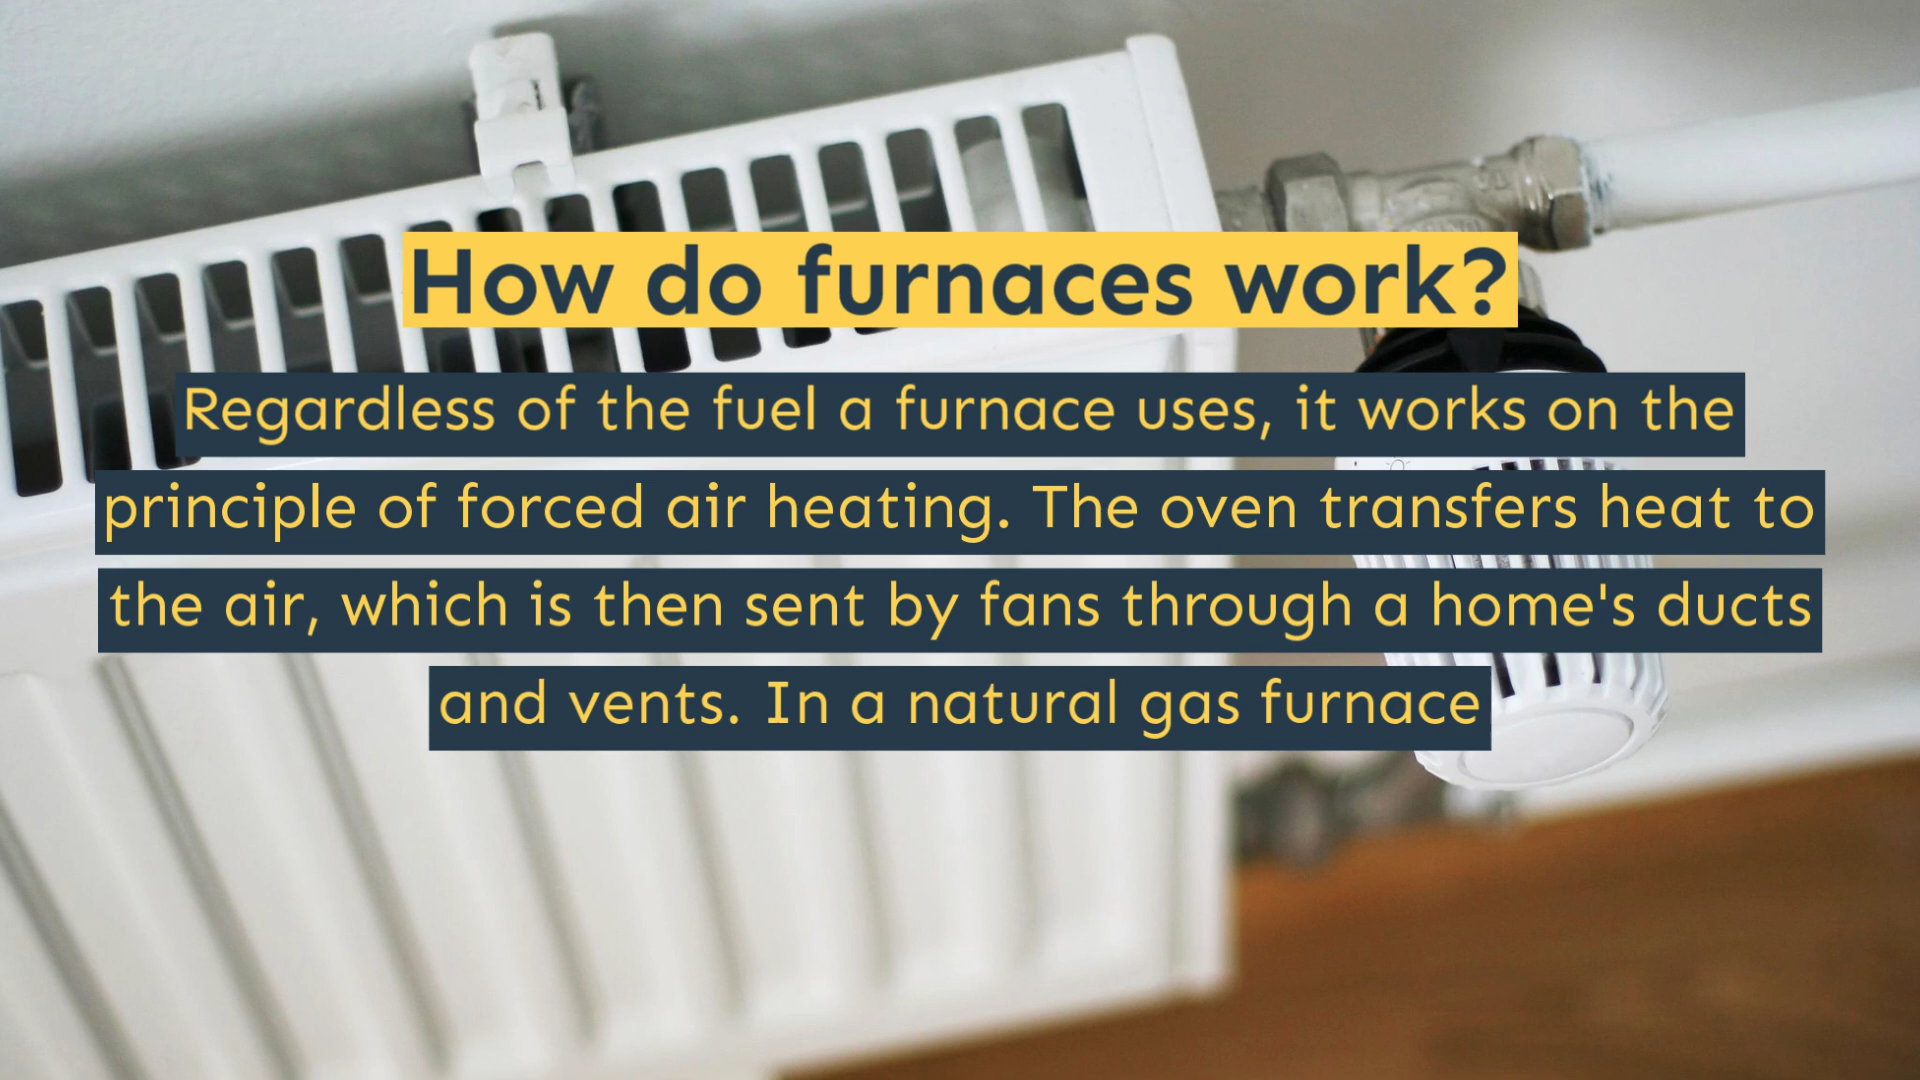 How do furnaces work?
Regardless of the fuel a furnace uses, it works on the
principle of forced air heating. The oven transfers heat to
the air, which is then sent by fans through a home's ducts
and vents. In a natural gas furnace